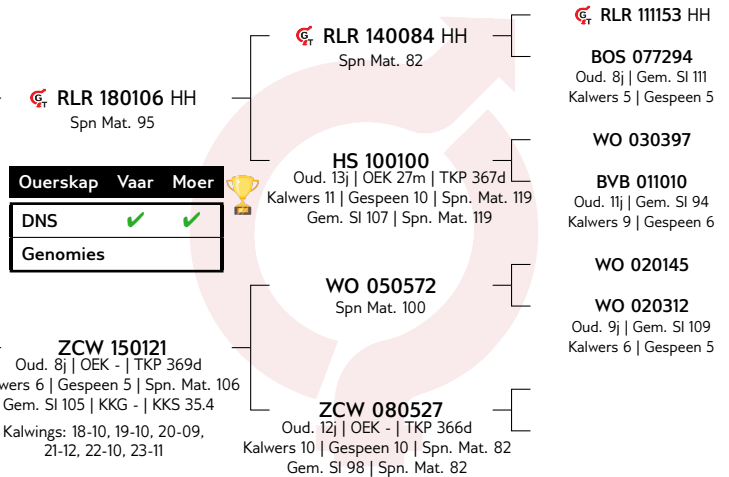 RLR 180106 HH
Spn Mat. 95
Ouerskap Vaar Moer
DNS ✔ ✔
Genomies
ZCW 150121
Oud. 8j | OEK - | TKP 369d
wers 6 | Gespeen 5 | Spn. Mat. 106
Gem. SI 105 | KKG - | KKS 35.4
Kalwings: 18-10, 19-10, 20-09,
21-12, 22-10, 23-11
RLR 140084 HH
Spn Mat. 82
HS 100100
Oud. 13j | OEK 27m | TKP 367d
Kalwers 11 | Gespeen 10 | Spn. Mat. 119
Gem. SI 107 | Spn. Mat. 119
WO 050572
Spn Mat. 100
ZCW 080527
Oud. 12j | OEK - | TKP 366d
Kalwers 10 | Gespeen 10 | Spn. Mat. 82
Gem. SI 98 | Spn. Mat. 82
RLR 111153 HH
BOS 077294
Oud. 8j | Gem. SI 111
Kalwers 5 | Gespeen 5
WO 030397
BVB 011010
Oud. 11j | Gem. SI 94
Kalwers 9 | Gespeen 6
WO 020145
WO 020312
Oud. 9j | Gem. SI 109
Kalwers 6 | Gespeen 5